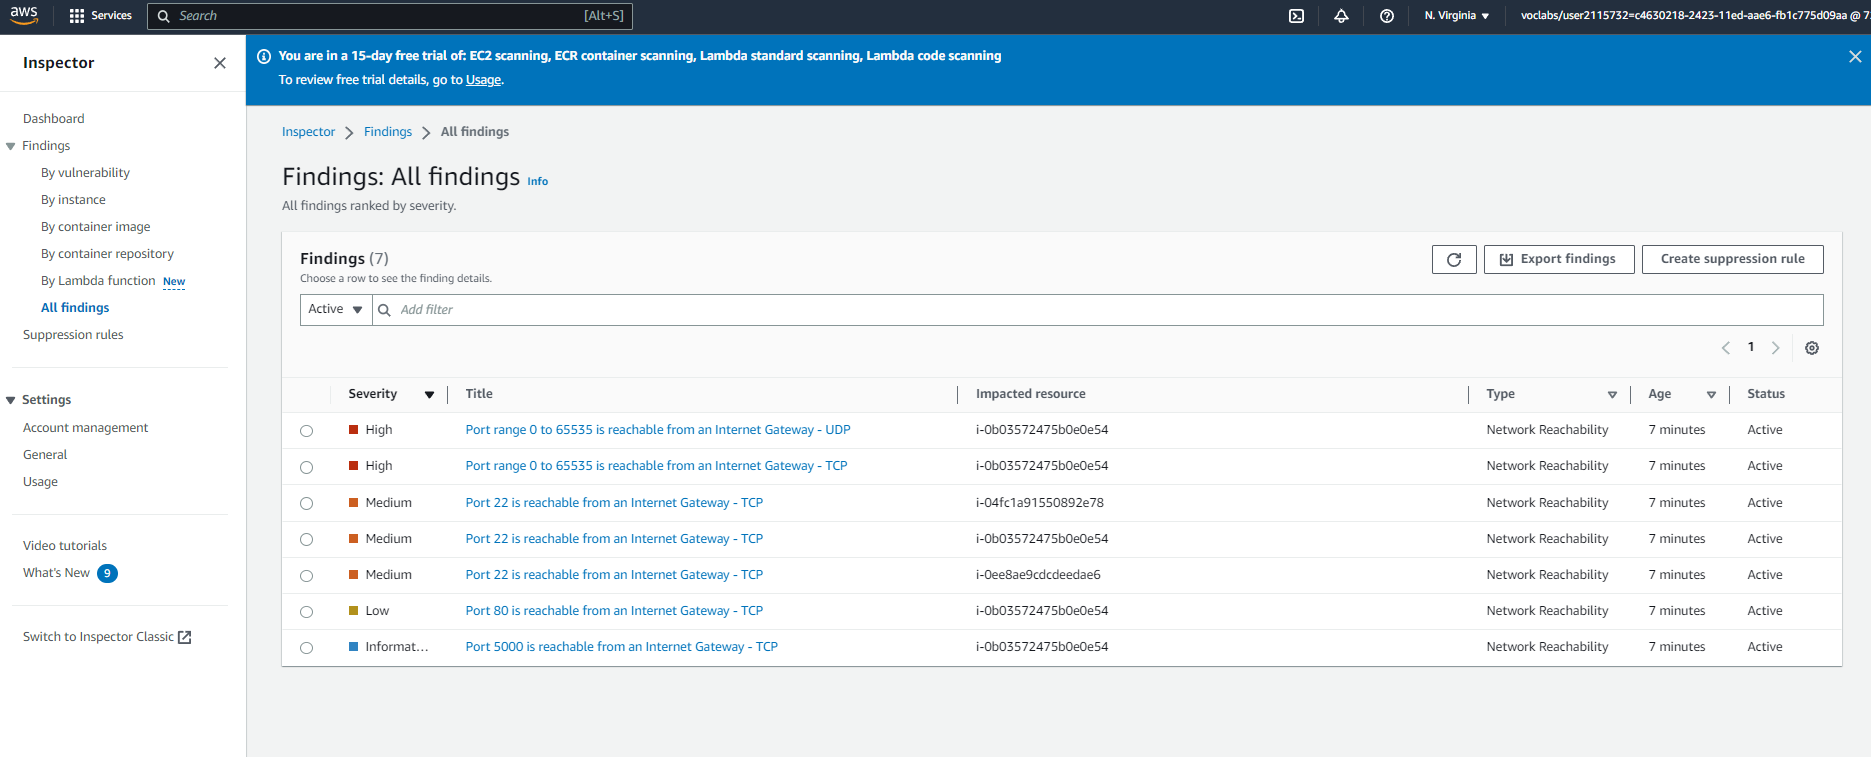 aws
Services
Search [Alt+S]
N. Virginia
voclabs/user2115732=c4630218-2423-11ed-aae6-fb1c775d09aa @ 7
Inspector
Dashboard
Findings
By vulnerability
By instance
By container image
By container repository
By Lambda function New
All findings
Suppression rules
Settings
Account management
General
Usage
Video tutorials
What's New 9
Switch to Inspector Classic
You are in a 15-day free trial of: EC2 scanning, ECR container scanning, Lambda standard scanning, Lambda code scanning
To review free trial details, go to Usage.
Inspector Findings All findings
Findings: All findings Info
All findings ranked by severity.
Findings (7)
Choose a row to see the finding details.
Export findings
Create suppression rule
Active Add filter
1
Severity Title Impacted resource Type Age Status
High Port range 0 to 65535 is reachable from an Internet Gateway - UDP i-0b03572475b0e0e54 Network Reachability 7 minutes Active
High Port range 0 to 65535 is reachable from an Internet Gateway - TCP i-0b03572475b0e0e54 Network Reachability 7 minutes Active
Medium Port 22 is reachable from an Internet Gateway - TCP i-04fc1a91550892e78 Network Reachability 7 minutes Active
Medium Port 22 is reachable from an Internet Gateway - TCP i-0b03572475b0e0e54 Network Reachability 7 minutes Active
Medium Port 22 is reachable from an Internet Gateway - TCP i-0ee8ae9cdcdeedae6 Network Reachability 7 minutes Active
Low Port 80 is reachable from an Internet Gateway - TCP i-0b03572475b0e0e54 Network Reachability 7 minutes Active
Informat... Port 5000 is reachable from an Internet Gateway - TCP i-0b03572475b0e0e54 Network Reachability 7 minutes Active